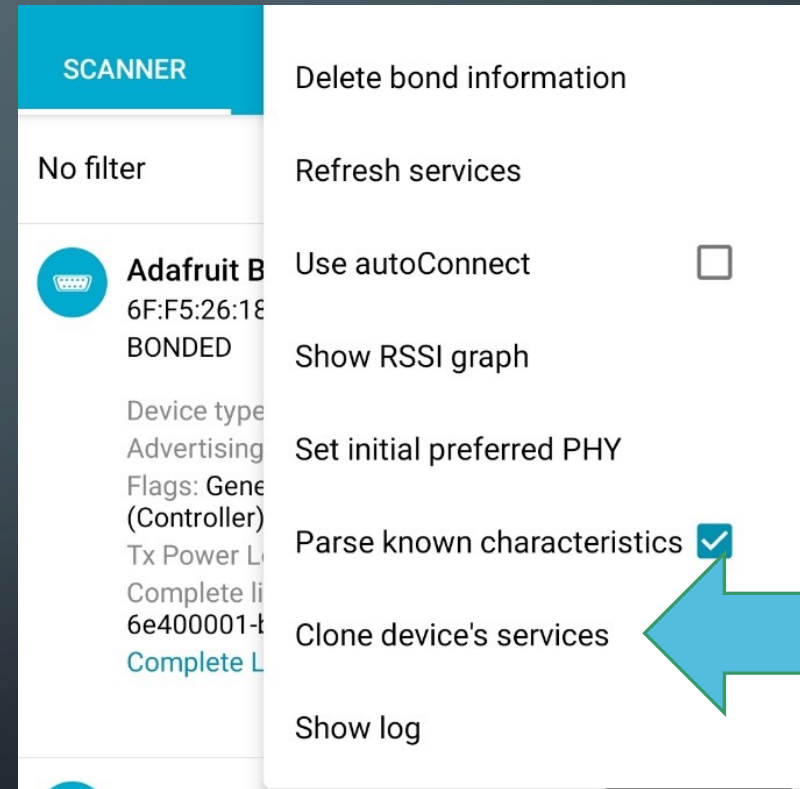 SCANNER
No filter
Adafruit B
6F:F5:26:18
BONDED
Device type
Advertising
Flags: Gene
(Controller)
Tx Power L
Complete li
6e400001-b
Complete L
Delete bond information
Refresh services
Use autoConnect
Show RSSI graph
Set initial preferred PHY
Parse known characteristics
Clone device's services
Show log